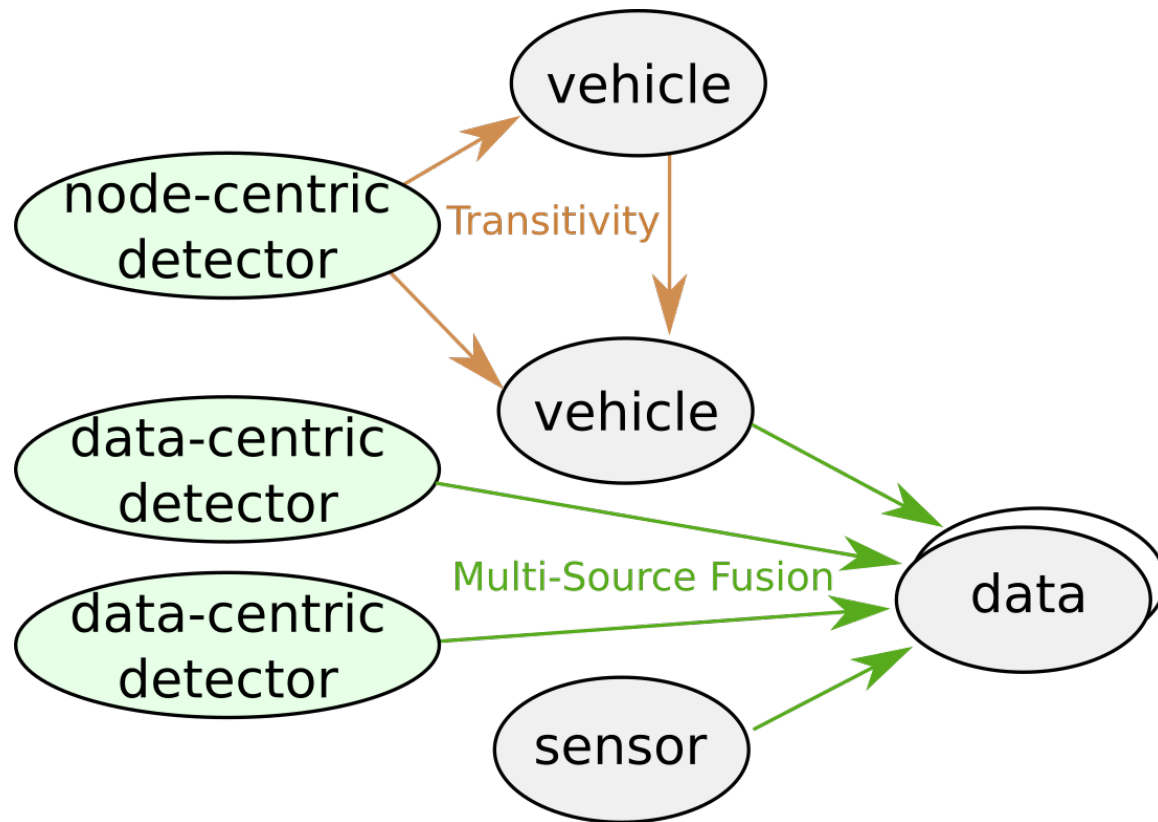 vehicle
node-centric
detector
Transitivity
vehicle
data-centric
detector
Multi-Source Fusion
data
data-centric
detector
sensor